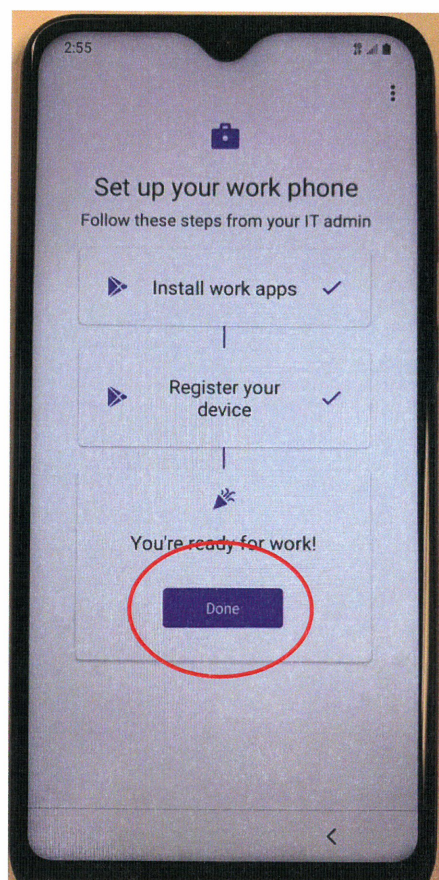 2:55
Set up your work phone
Follow these steps from your IT admin
Install work apps
Register your
device
You're ready for work!
Done